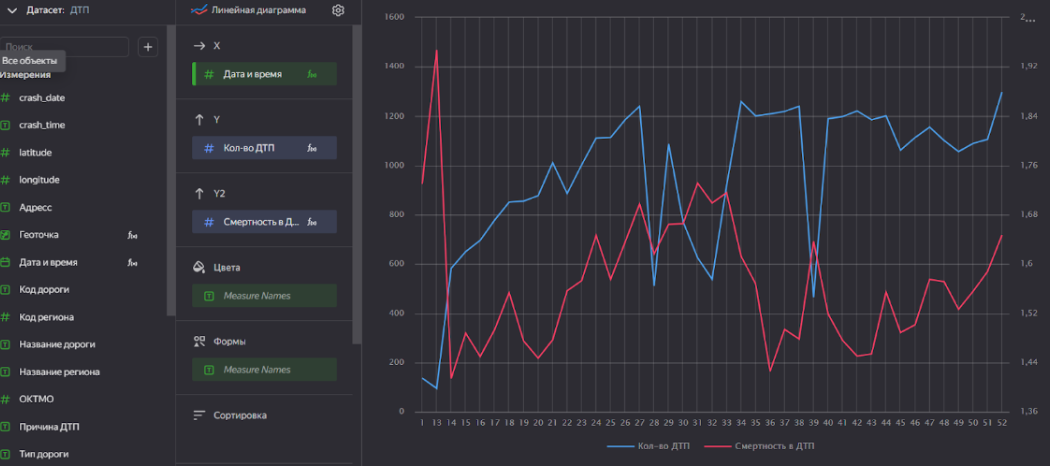 Датасет: ДТП
Поиск
Все объекты
Измерения
crash_date
crash_time
latitude
longitude
Адресс
Геоточка
Дата и время
Код дороги
Код региона
Название дороги
Название региона
ОКТМО
Причина ДТП
Тип дороги
Линейная диаграмма
X
Дата и время
Y
Кол-во ДТП
Y2
Смертность в Д...
Цвета
Measure Names
Формы
Measure Names
Сортировка
1600
1400
1200
1000
800
600
400
200
0
2...
1,92
1,84
1,76
1,68
1,6
1,52
1,44
1,36
1 13 14 15 16 17 18 19 20 21 22 23 24 25 26 27 28 29 30 31 32 33 34 35 36 37 38 39 40 41 42 43 44 45 46 47 48 49 50 51 52
Кол-во ДТП Смертность в ДТП